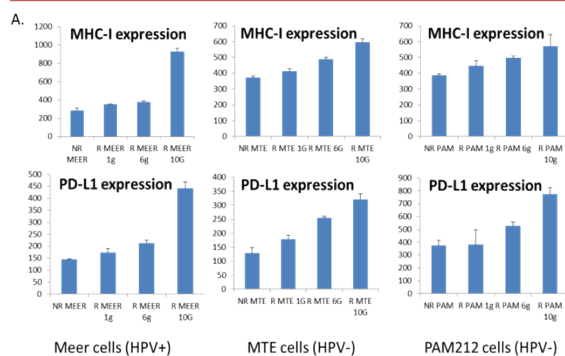 A.
MHC-I expression
1200
1000
800
600
400
200
0
NR MEER
R MEER 1g
R MEER 6g
R MEER 10G
MHC-I expression
700
600
500
400
300
200
100
0
NR MTE
R MTE 1G
R MTE 6G
R MTE 10G
MHC-I expression
700
600
500
400
300
200
100
0
NR PAM
R PAM 1g
R PAM 6g
R PAM 10g
PD-L1 expression
500
450
400
350
300
250
200
150
100
50
0
NR MEER
R MEER 1g
R MEER 6g
R MEER 10G
PD-L1 expression
400
350
300
250
200
150
100
50
0
NR MTE
R MTE 1G
R MTE 6G
R MTE 10G
PD-L1 expression
900
800
700
600
500
400
300
200
100
0
NR PAM
R PAM 1g
R PAM 6g
R PAM 10g
Meer cells (HPV+)
MTE cells (HPV-)
PAM212 cells (HPV-)